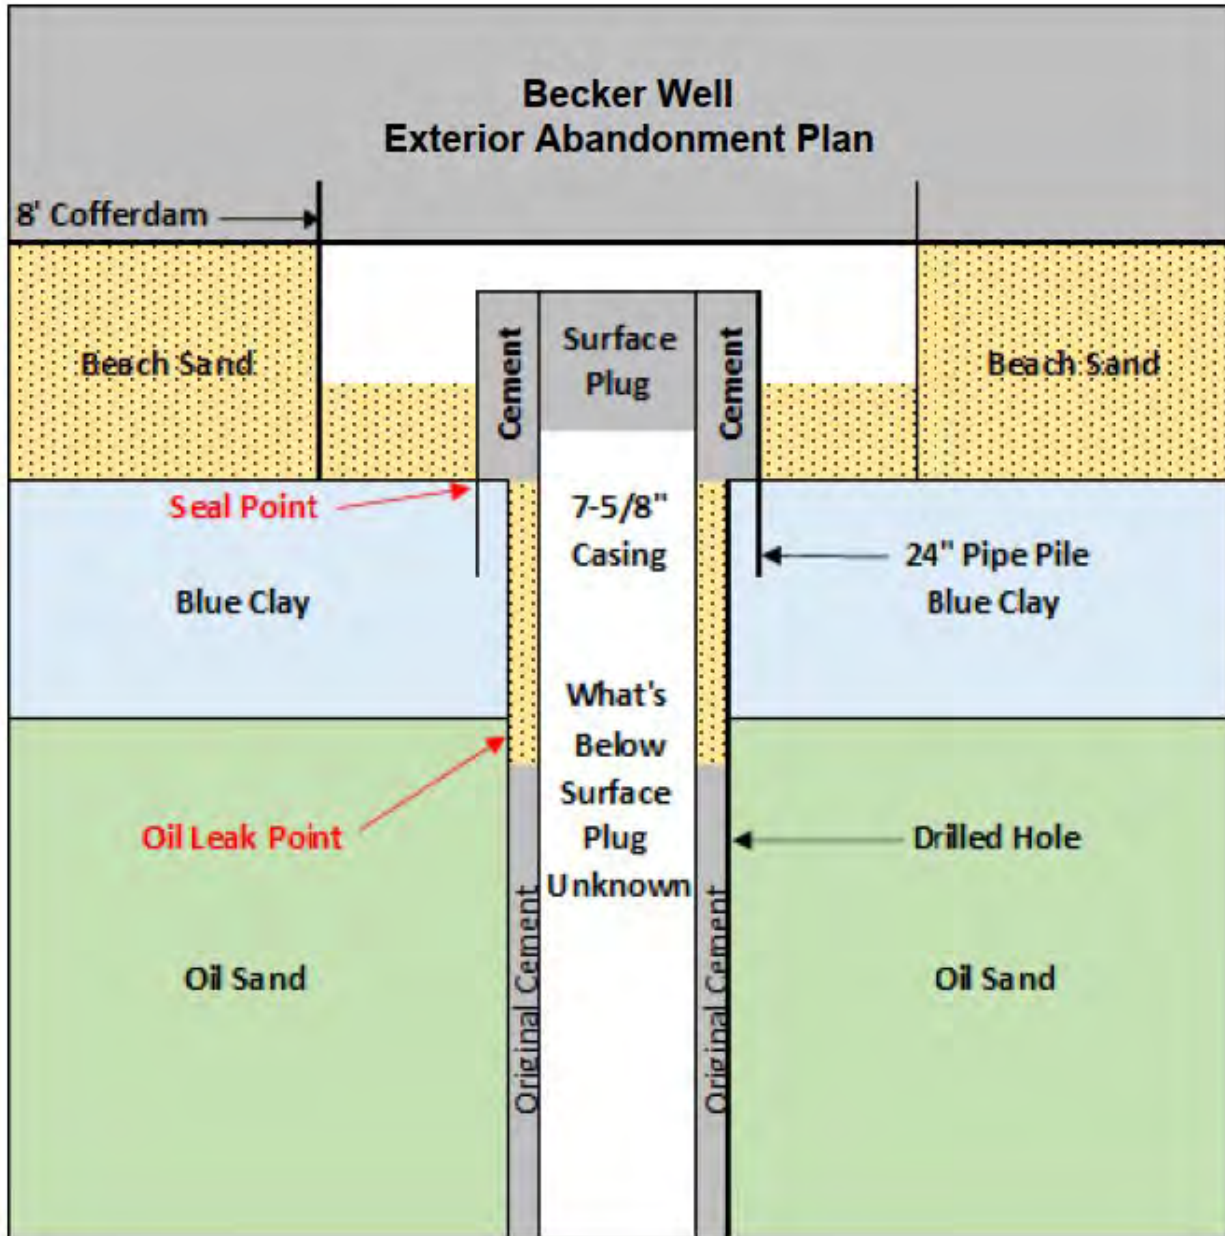 Becker Well
Exterior Abandonment Plan
8' Cofferdam
Beach Sand
Cement
Surface
Plug
Cement
Beach Sand
Seal Point
7-5/8"
Casing
24" Pipe Pile
Blue Clay
Blue Clay
What's
Below
Surface
Plug
Unknown
Oil Leak Point
Drilled Hole
Original Cement
Original Cement
Oil Sand
Oil Sand